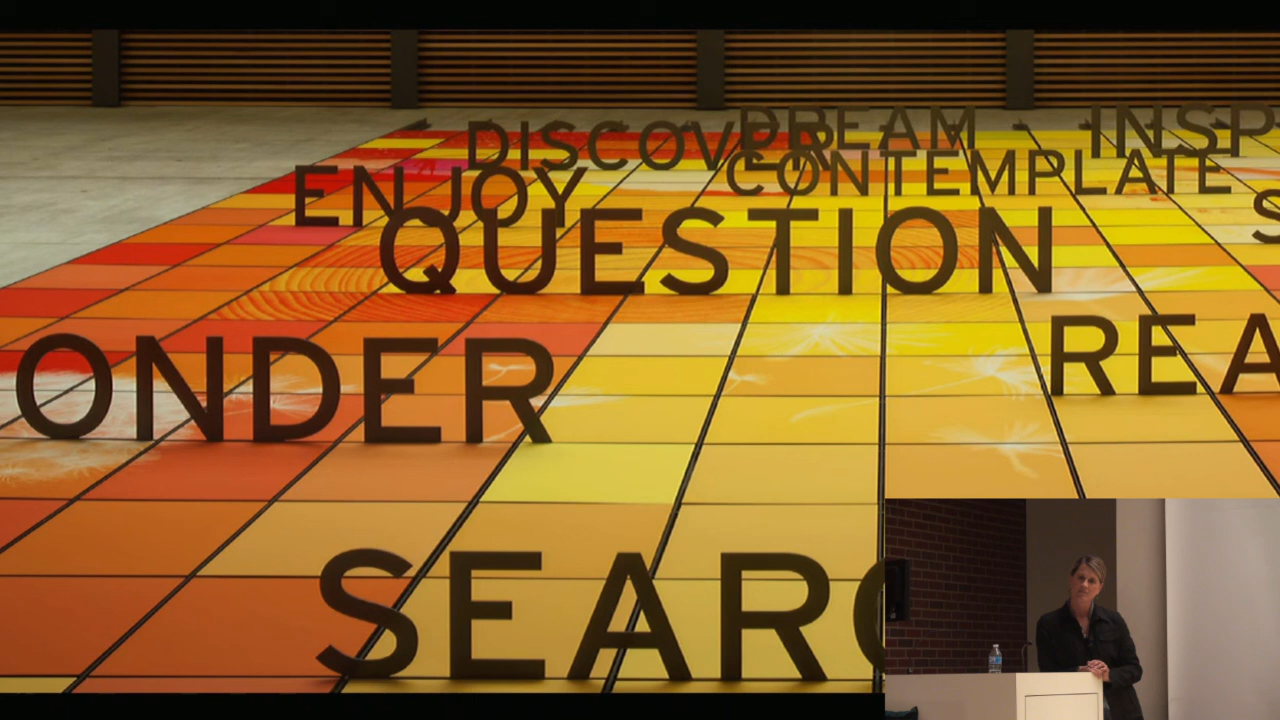 DREAM
INSP
DISCOVER
CONTEMPLATE
ENJOY
QUESTION
S
ONDER
REA
SEARC